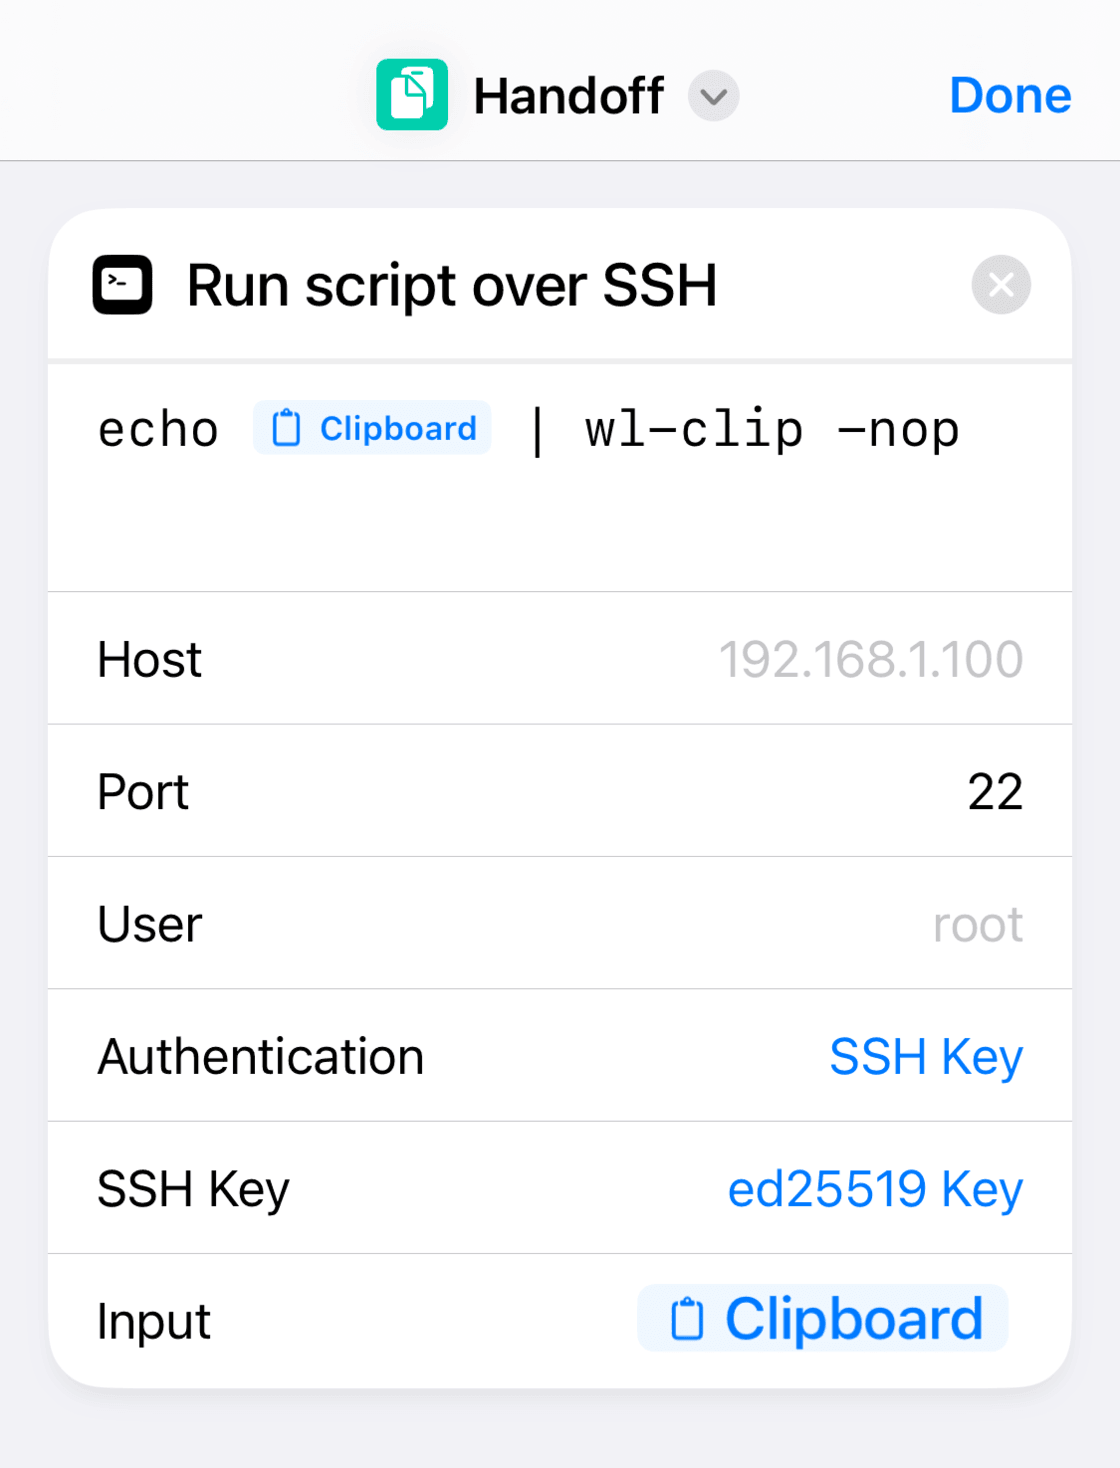 Handoff
Done
Run script over SSH
echo Clipboard | wl-clip -nop
Host 192.168.1.100
Port 22
User root
Authentication SSH Key
SSH Key ed25519 Key
Input Clipboard